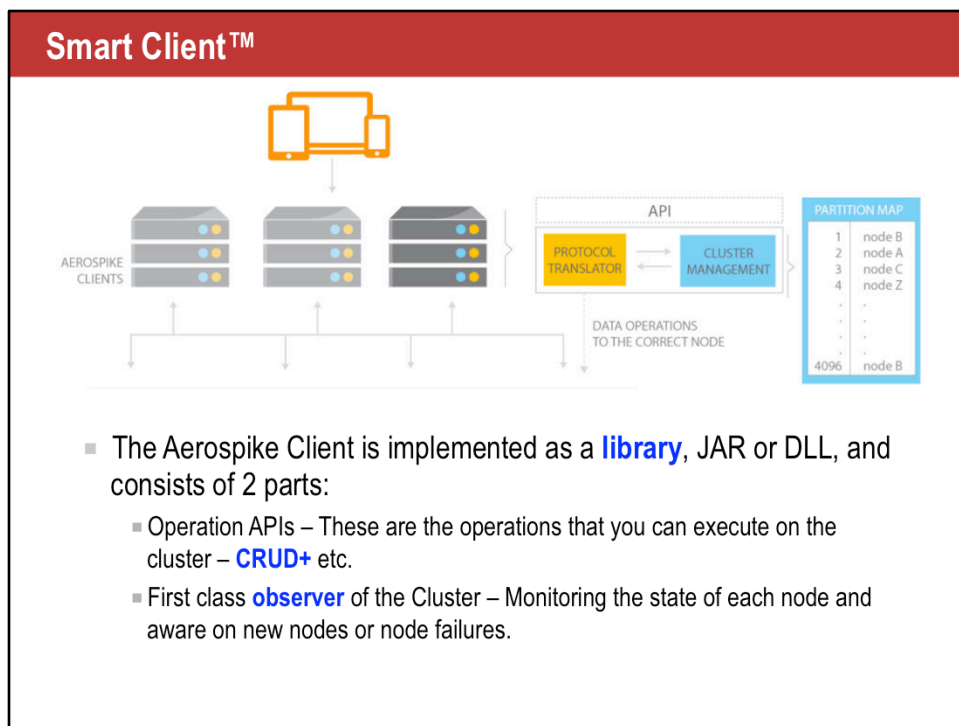 Smart Client™
AEROSPIKE
CLIENTS
API
PROTOCOL
TRANSLATOR
CLUSTER
MANAGEMENT
DATA OPERATIONS
TO THE CORRECT NODE
PARTITION MAP
1 node B
2 node A
3 node C
4 node Z
. .
. .
. .
. .
4096 node B
The Aerospike Client is implemented as a library, JAR or DLL, and
consists of 2 parts:
Operation APIs – These are the operations that you can execute on the
cluster – CRUD+ etc.
First class observer of the Cluster – Monitoring the state of each node and
aware on new nodes or node failures.